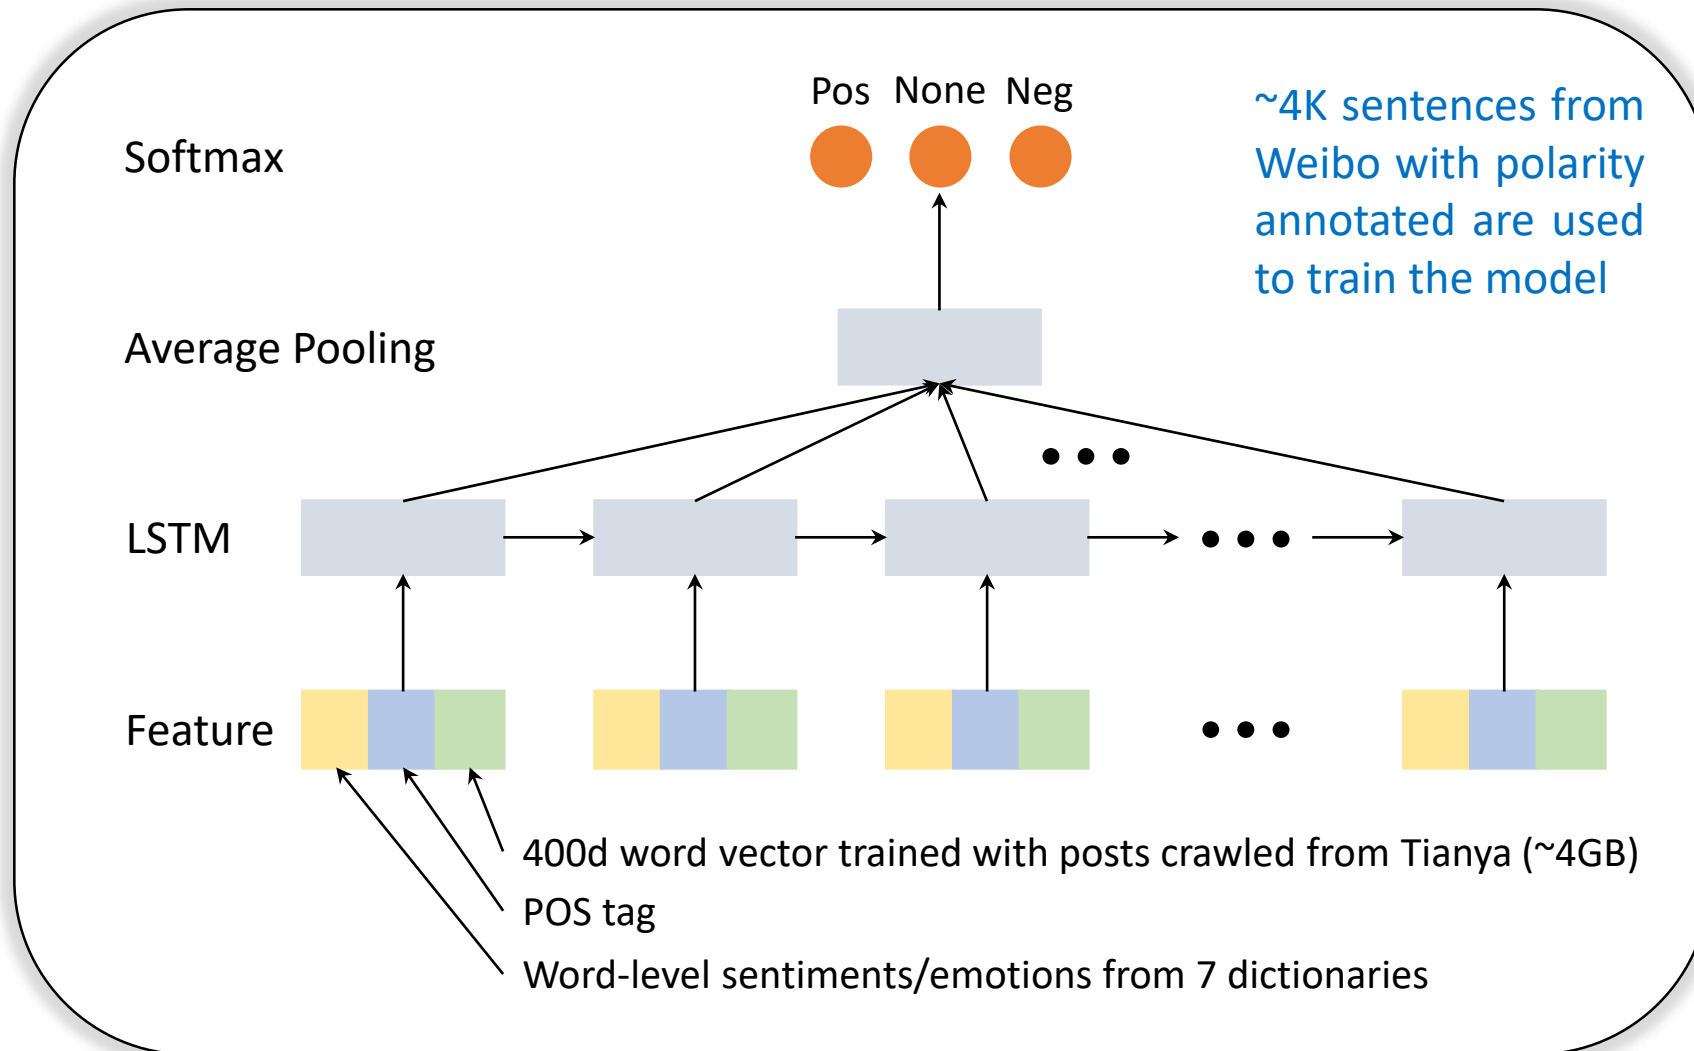 Pos None Neg
Softmax
~4K sentences from
Weibo with polarity
annotated are used
to train the model
Average Pooling
LSTM
Feature
400d word vector trained with posts crawled from Tianya (~4GB)
POS tag
Word-level sentiments/emotions from 7 dictionaries